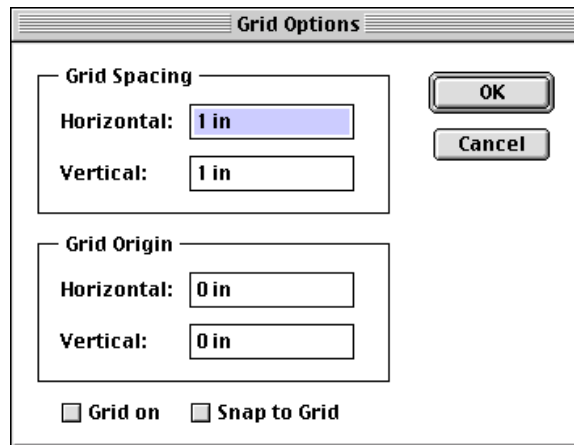 Grid Options
Grid Spacing
Horizontal: 1 in
Vertical: 1 in
OK
Cancel
Grid Origin
Horizontal: 0 in
Vertical: 0 in
Grid on Snap to Grid